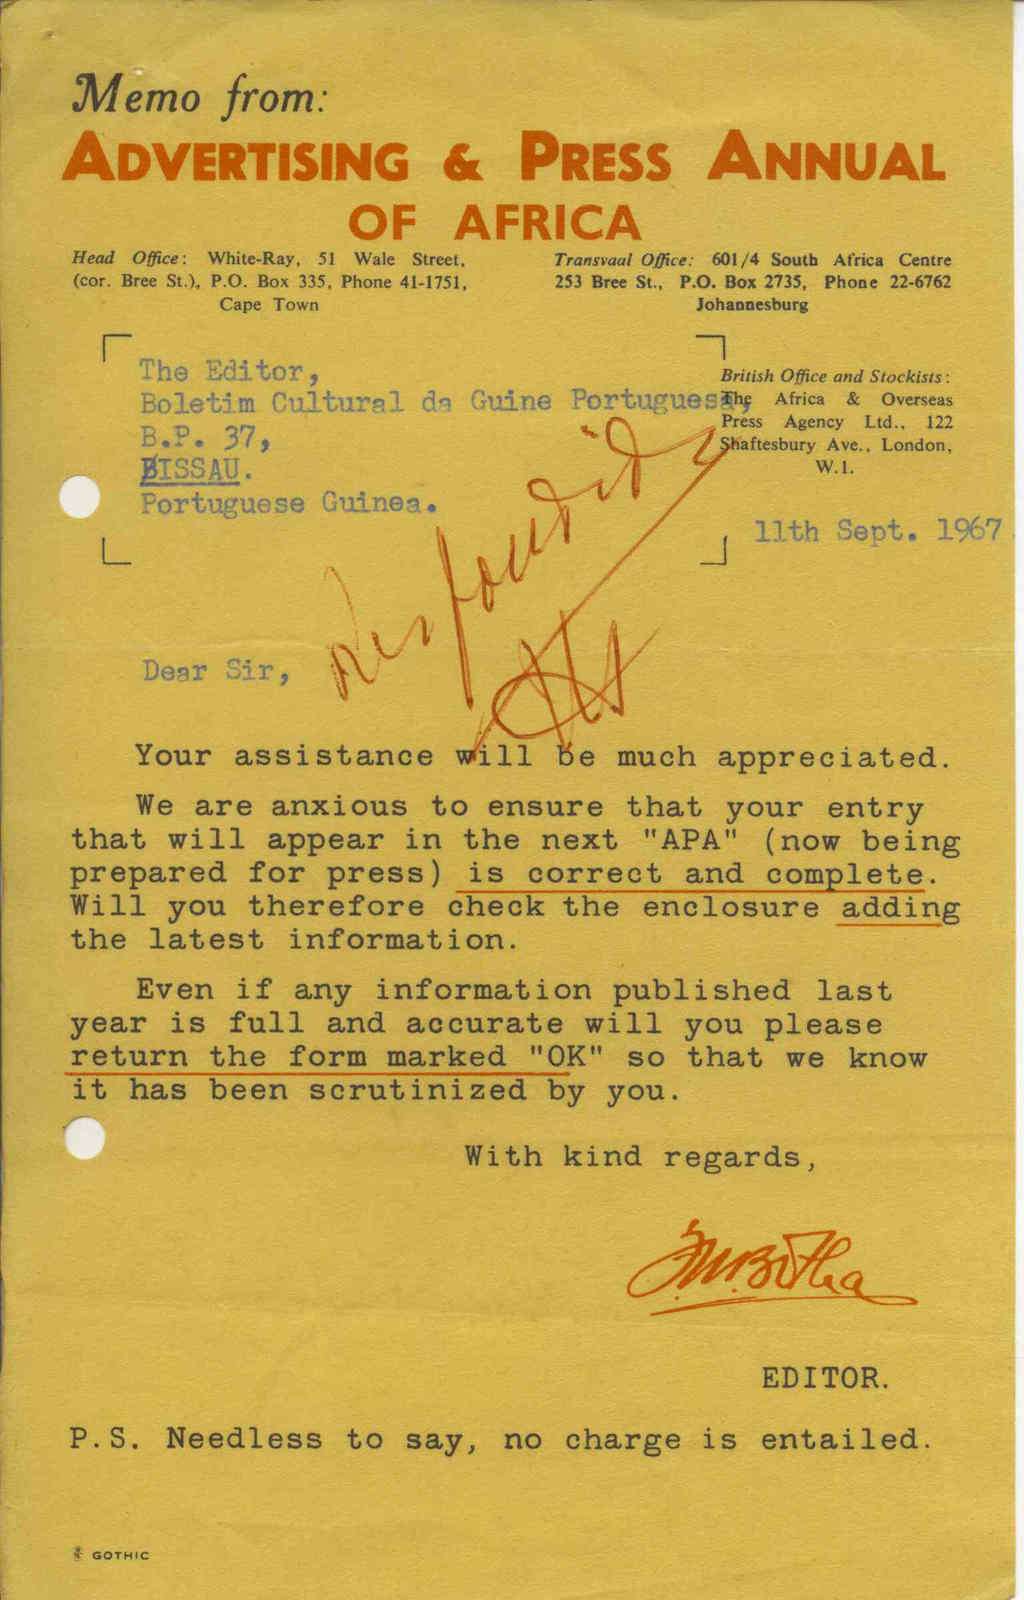 Memo from:
ADVERTISING & PRESS ANNUAL
OF AFRICA
Head Office: White-Ray, 51 Wale Street,
(cor. Bree St.), P.O. Box 335, Phone 41-1751,
Cape Town
Transvaal Office: 601/4 South Africa Centre
253 Bree St., P.O. Box 2735, Phone 22-6762
Johannesburg
The Editor,
Boletim Cultural da Guine Portuguesa,
B.P. 37,
BISSAU.
Portuguese Guinea.
British Office and Stockists:
The Africa & Overseas
Press Agency Ltd., 122
Shaftesbury Ave., London,
W.1.
11th Sept. 1967
Respondido
Dear Sir,
Your assistance will be much appreciated.
We are anxious to ensure that your entry
that will appear in the next "APA" (now being
prepared for press) is correct and complete.
Will you therefore check the enclosure adding
the latest information.
Even if any information published last
year is full and accurate will you please
return the form marked "OK" so that we know
it has been scrutinized by you.
With kind regards,
EDITOR.
P.S. Needless to say, no charge is entailed.
GOTHIC